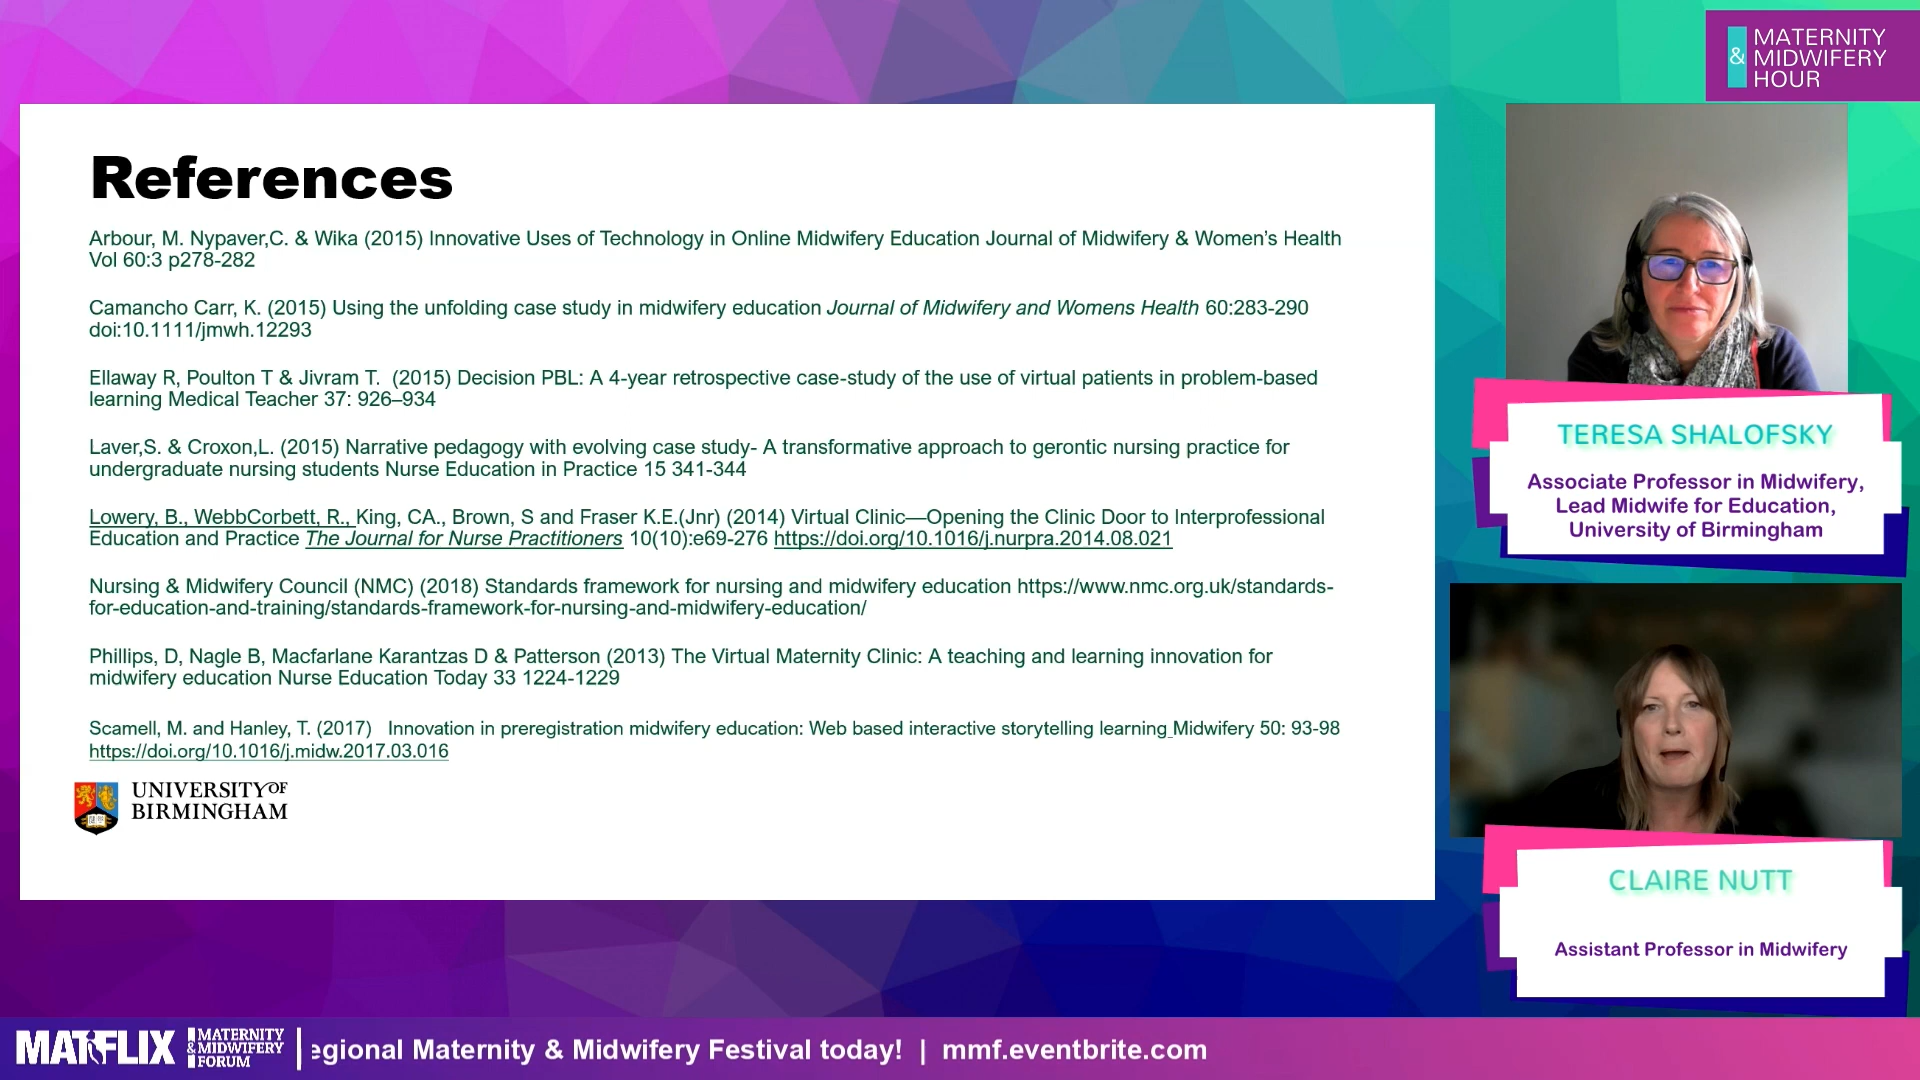 &
MATERNITY
MIDWIFERY
HOUR
References
Arbour, M. Nypaver,C. & Wika (2015) Innovative Uses of Technology in Online Midwifery Education Journal of Midwifery & Women’s Health
Vol 60:3 p278-282
Camancho Carr, K. (2015) Using the unfolding case study in midwifery education Journal of Midwifery and Womens Health 60:283-290
doi:10.1111/jmwh.12293
Ellaway R, Poulton T & Jivram T.  (2015) Decision PBL: A 4-year retrospective case-study of the use of virtual patients in problem-based
learning Medical Teacher 37: 926–934
Laver,S. & Croxon,L. (2015) Narrative pedagogy with evolving case study- A transformative approach to gerontic nursing practice for
undergraduate nursing students Nurse Education in Practice 15 341-344
Lowery, B., WebbCorbett, R., King, CA., Brown, S and Fraser K.E.(Jnr) (2014) Virtual Clinic—Opening the Clinic Door to Interprofessional
Education and Practice The Journal for Nurse Practitioners 10(10):e69-276 https://doi.org/10.1016/j.nurpra.2014.08.021
Nursing & Midwifery Council (NMC) (2018) Standards framework for nursing and midwifery education https://www.nmc.org.uk/standards-
for-education-and-training/standards-framework-for-nursing-and-midwifery-education/
Phillips, D, Nagle B, Macfarlane Karantzas D & Patterson (2013) The Virtual Maternity Clinic: A teaching and learning innovation for
midwifery education Nurse Education Today 33 1224-1229
Scamell, M. and Hanley, T. (2017)   Innovation in preregistration midwifery education: Web based interactive storytelling learning Midwifery 50: 93-98
https://doi.org/10.1016/j.midw.2017.03.016
UNIVERSITY OF
BIRMINGHAM
TERESA SHALOFSKY
Associate Professor in Midwifery,
Lead Midwife for Education,
University of Birmingham
CLAIRE NUTT
Assistant Professor in Midwifery
MATFLIX
MATERNITY
& MIDWIFERY
FORUM
egional Maternity & Midwifery Festival today!  |  mmf.eventbrite.com